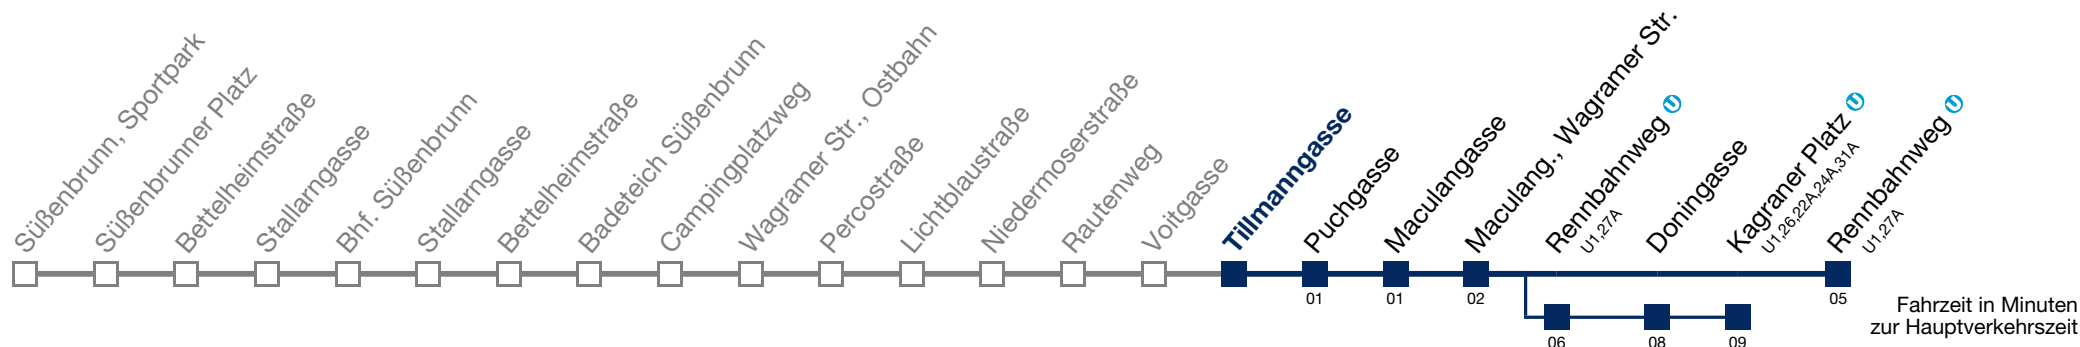 Süßenbrunn, Sportpark
Süßenbrunner Platz
Bettelheimstraße
Stallarngasse
Bhf. Süßenbrunn
Stallarngasse
Bettelheimstraße
Badeteich Süßenbrunn
Campingplatzweg
Wagramer Str., Ostbahn
Percostraße
Lichtblaustraße
Niedermoserstraße
Rautenweg
Voitgasse
Tillmanngasse
Puchgasse
Maculangasse
Maculang., Wagramer Str.
Rennbahnweg U
U1,27A
Doningasse
Kagraner Platz U
U1,26,22A,24A,31A
Rennbahnweg U
U1,27A
01
01
02
05
06
08
09
Fahrzeit in Minuten
zur Hauptverkehrszeit